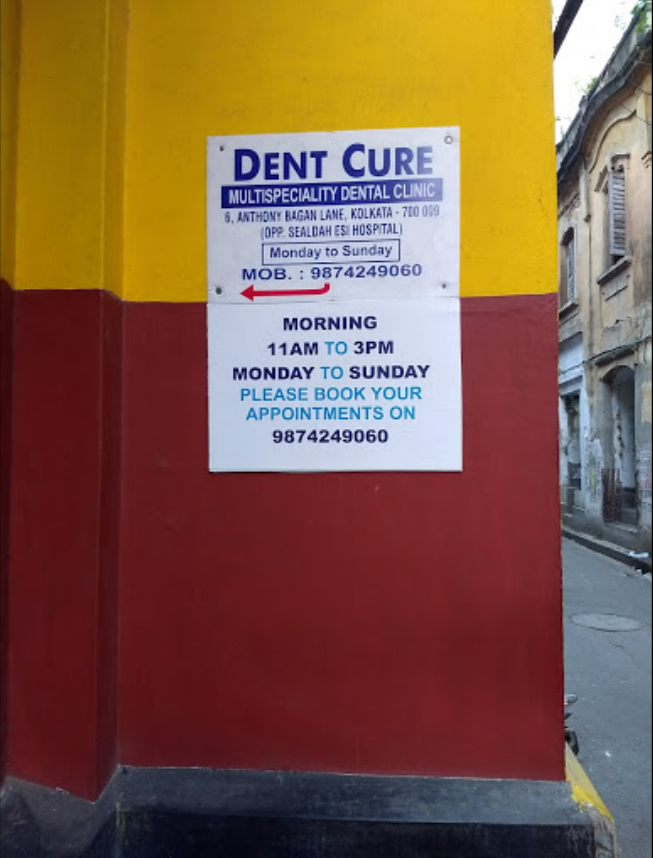 DENT CURE
MULTISPECIALITY DENTAL CLINIC
6, ANTHONY BAGAN LANE, KOLKATA - 700 009
(OPP. SEALDAH ESI HOSPITAL)
Monday to Sunday
MOB. : 9874249060
MORNING
11AM TO 3PM
MONDAY TO SUNDAY
PLEASE BOOK YOUR
APPOINTMENTS ON
9874249060